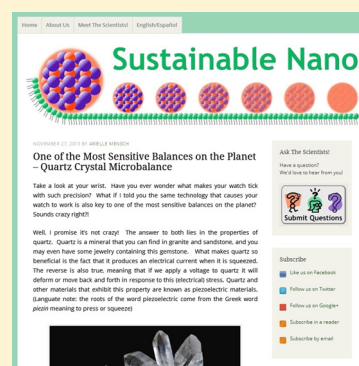 Home About Us Meet The Scientists! English/Español
Sustainable Nano
NOVEMBER 27, 2013 BY ARIELLE MENSCH
One of the Most Sensitive Balances on the Planet
– Quartz Crystal Microbalance
Take a look at your wrist. Have you ever wonder what makes your watch tick
with such precision? What if I told you the same technology that causes your
watch to work is also key to one of the most sensitive balances on the planet?
Sounds crazy right?!
Well, I promise it's not crazy! The answer to both lies in the properties of
quartz. Quartz is a mineral that you can find in granite and sandstone, and you
may even have some jewelry containing this gemstone. What makes quartz so
beneficial is the fact that it produces an electrical current when it is squeezed.
The reverse is also true, meaning that if we apply a voltage to quartz it will
deform or move back and forth in response to this (electrical) stress. Quartz and
other materials that exhibit this property are known as piezoelectric materials.
(Languate note: the roots of the word piezoelectric come from the Greek word
piezin meaning to press or squeeze)
Ask The Scientists!
Have a question?
We'd love to hear from you!
Submit Questions
Subscribe
Like us on Facebook
Follow us on Twitter
Follow us on Google+
Subscribe in a reader
Subscribe by email